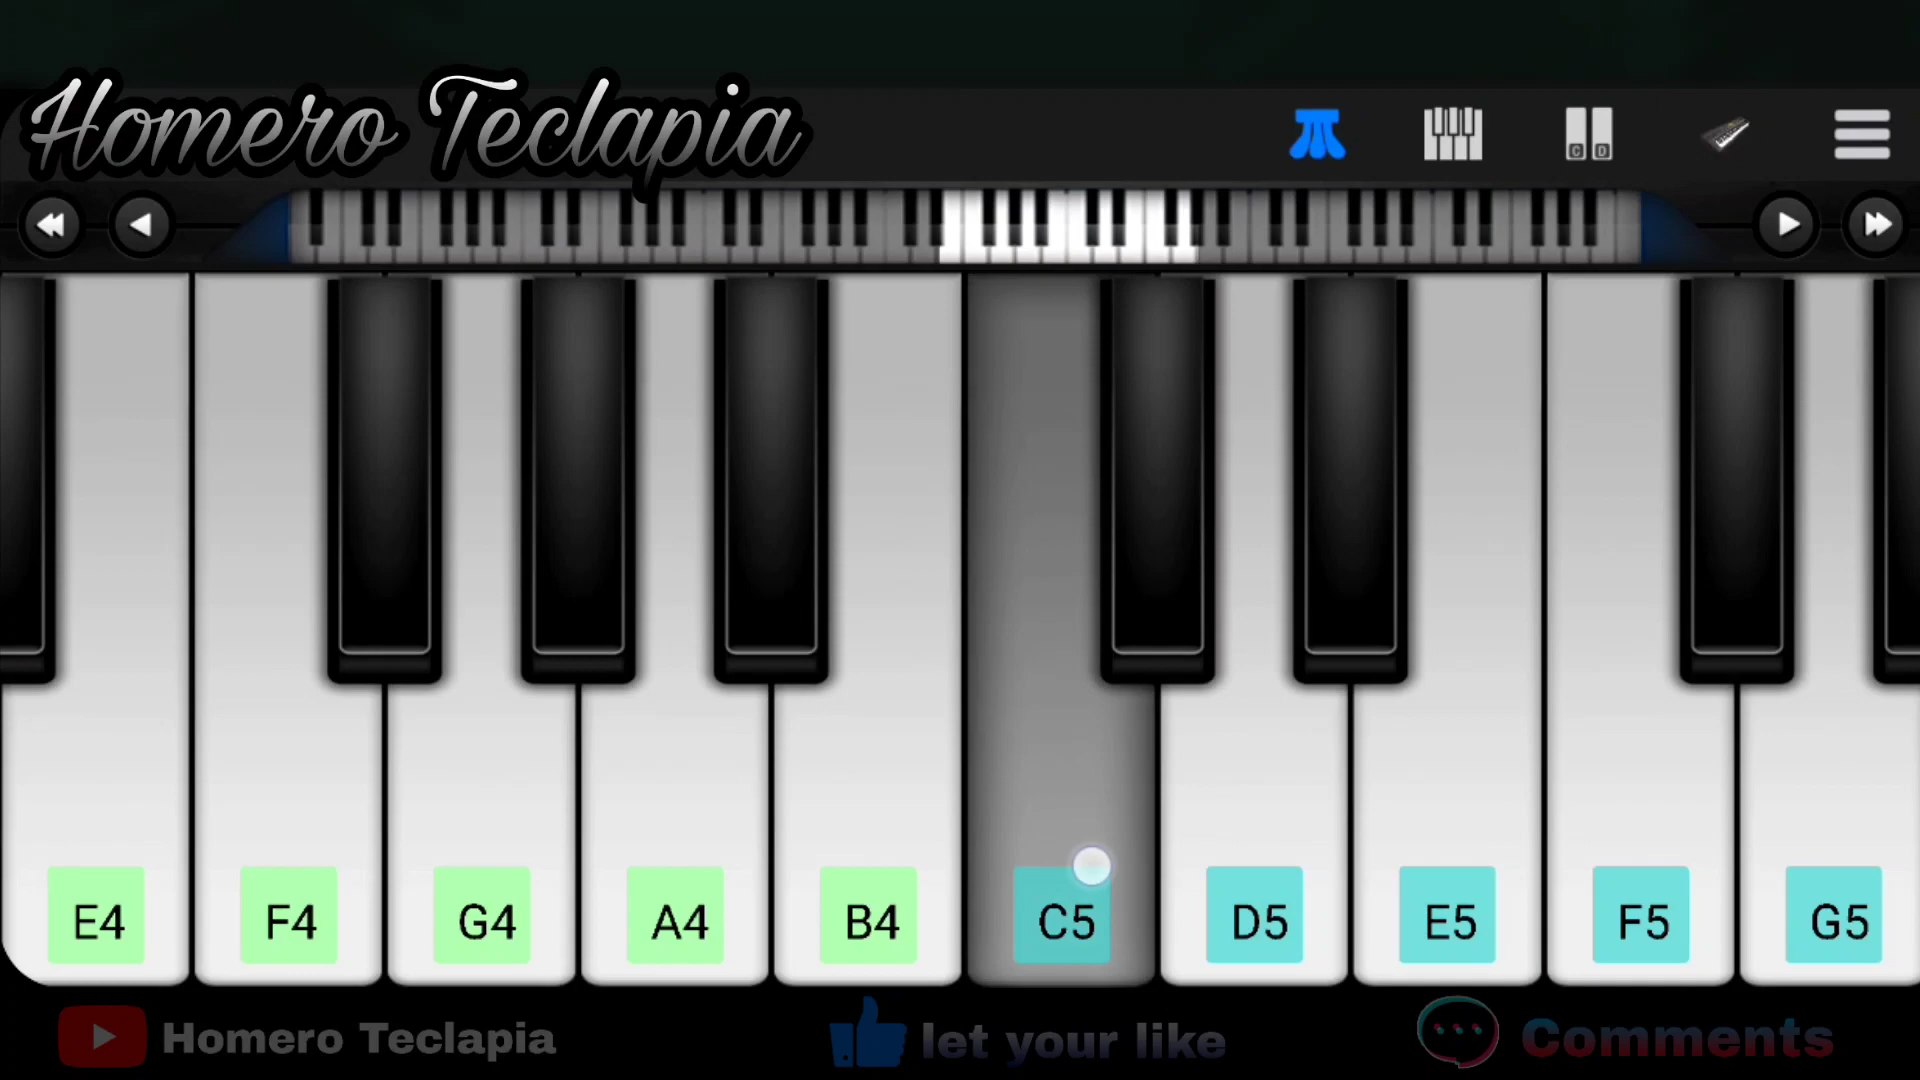 Homero Teclapia
C D
E4 F4 G4 A4 B4 C5 D5 E5 F5 G5
Homero Teclapia let your like Comments